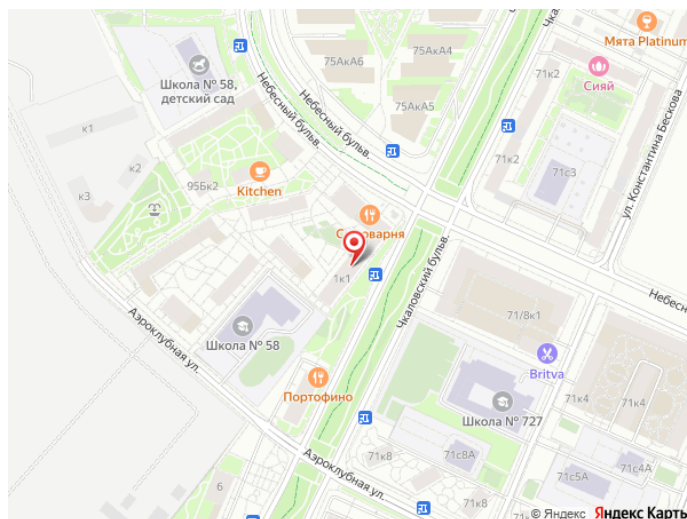 75АкА6
75АкА4
Мята Platinum
71к2
Сияй
Школа № 58,
детский сад
Небесный бульв.
75АкА5
Небесный бульв.
к1
71к2
71с3
ул. Константина Бескова
к2
95Бк2
Kitchen
к3
1к1
Чкаловский бульв.
Аэроклубная ул.
Школа № 58
71/8к1
Britva
Портофино
71к4
71к4
Школа № 727
71к8
71с8А
71с4А
71с5А
Аэроклубная ул.
6
71к8
© Яндекс Яндекс Карты